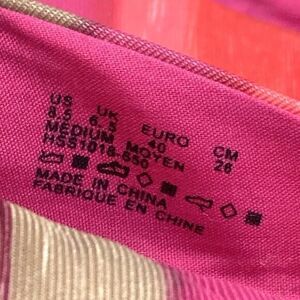 US UK EURO CM
8.5 6.5 40 26
MEDIUM MOYEN
HSS1018-650
MADE IN CHINA
FABRIQUE EN CHINE